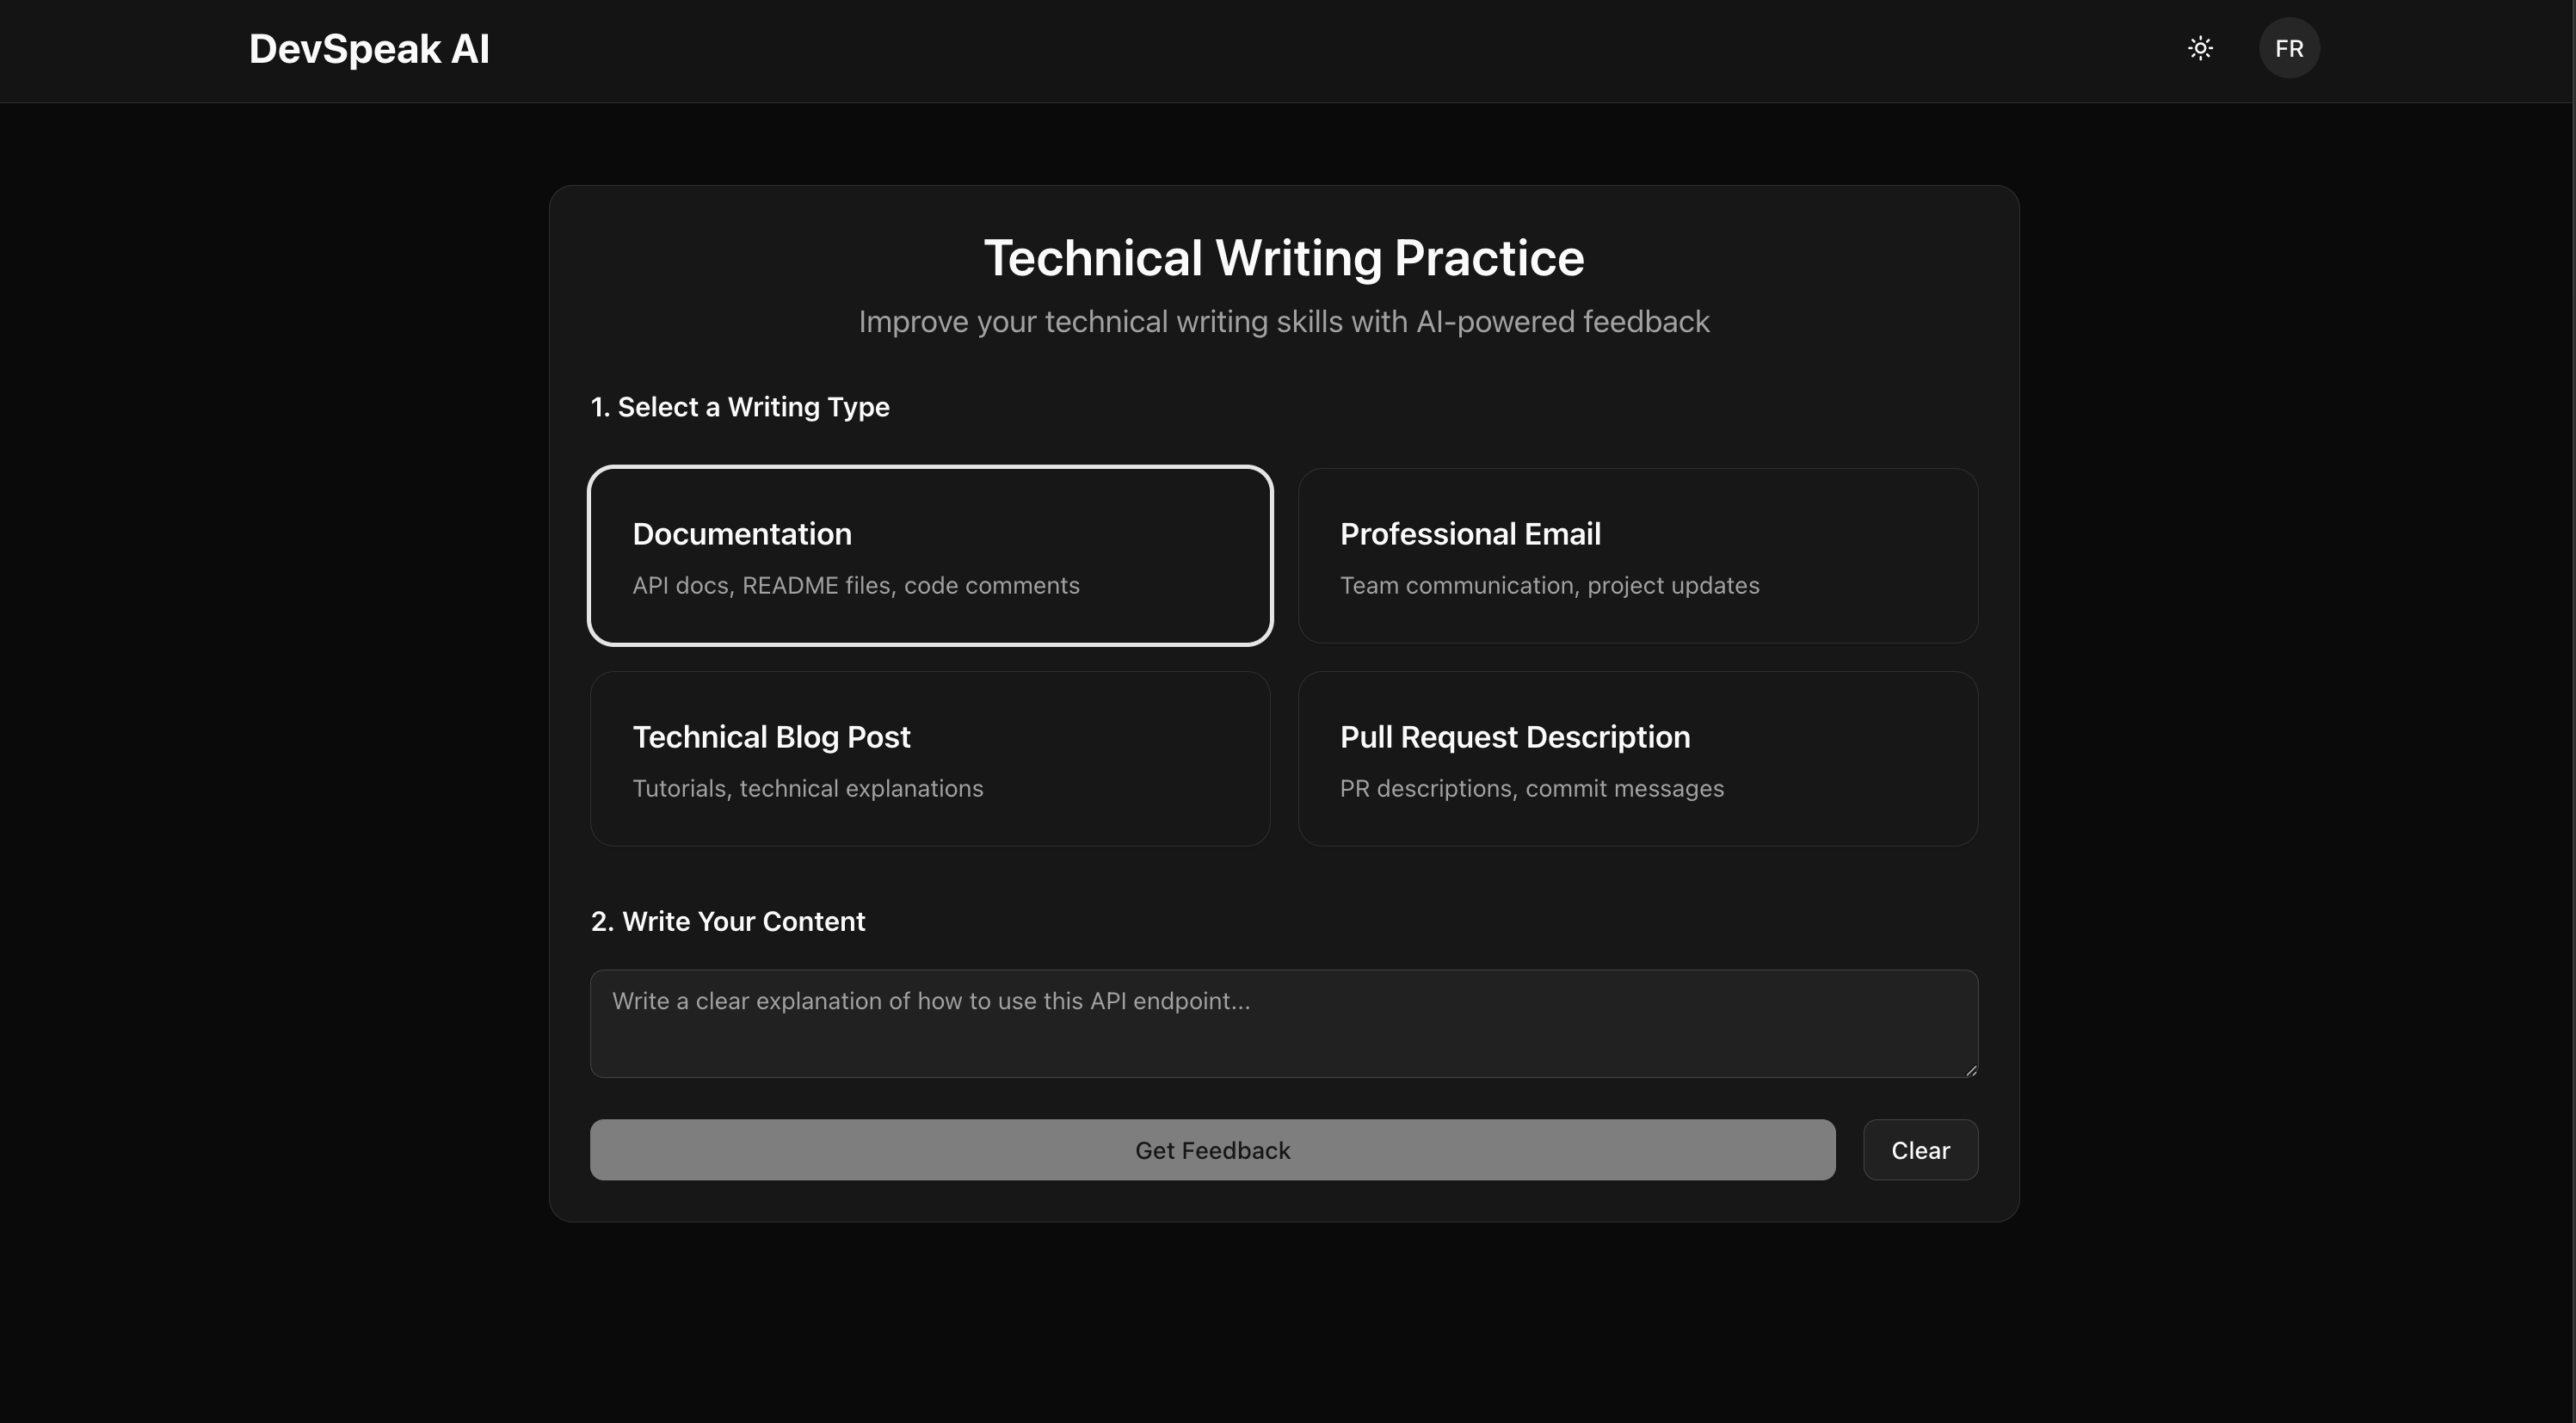 DevSpeak AI
FR
Technical Writing Practice
Improve your technical writing skills with AI-powered feedback
1. Select a Writing Type
Documentation
API docs, README files, code comments
Professional Email
Team communication, project updates
Technical Blog Post
Tutorials, technical explanations
Pull Request Description
PR descriptions, commit messages
2. Write Your Content
Write a clear explanation of how to use this API endpoint...
Get Feedback
Clear